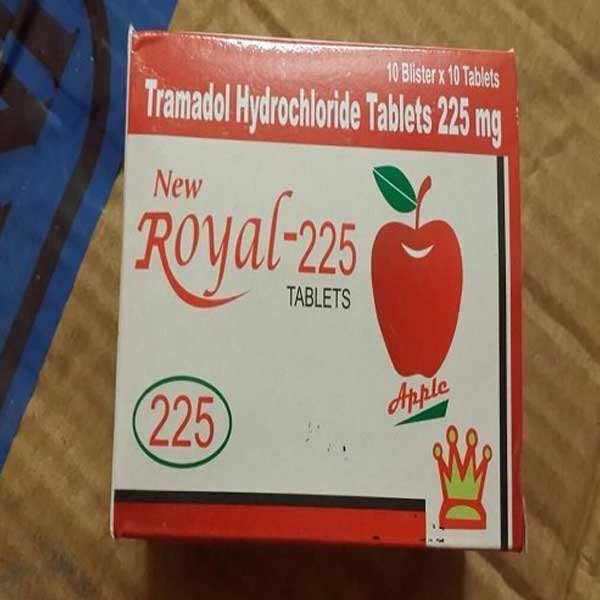 10 Blister x 10 Tablets
Tramadol Hydrochloride Tablets 225 mg
New
Royal-225
TABLETS
Apple
225